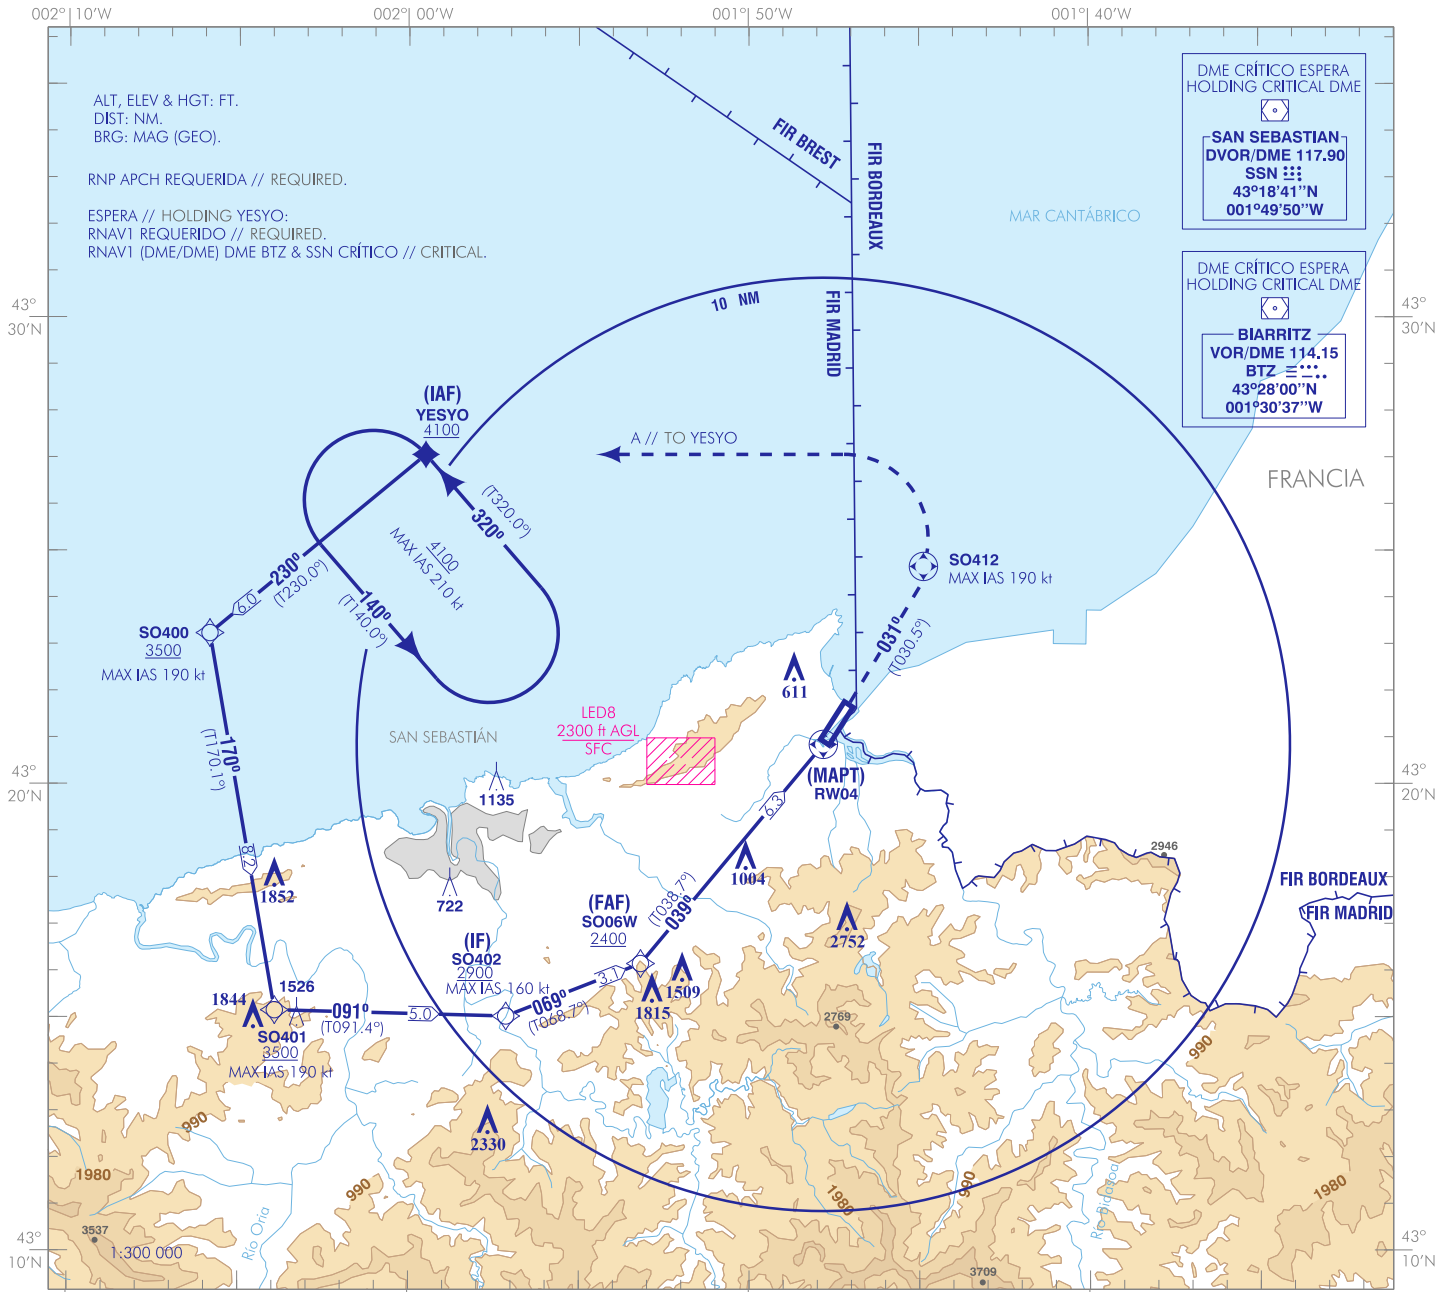 002° 10'W
002° 00'W
001° 50'W
001° 40'W
ALT, ELEV & HGT: FT.
DIST: NM.
BRG: MAG (GEO).
RNP APCH REQUERIDA // REQUIRED.
ESPERA // HOLDING YESYO:
RNAV1 REQUERIDO // REQUIRED.
RNAV1 (DME/DME) DME BTZ & SSN CRÍTICO // CRITICAL.
FIR BREST
FIR BORDEAUX
FIR MADRID
MAR CANTÁBRICO
DME CRÍTICO ESPERA
HOLDING CRITICAL DME
SAN SEBASTIAN
DVOR/DME 117.90
SSN
43°18'41''N
001°49'50''W
DME CRÍTICO ESPERA
HOLDING CRITICAL DME
BIARRITZ
VOR/DME 114.15
BTZ
43°28'00''N
001°30'37''W
43°
30'N
43°
30'N
10 NM
(IAF)
YESYO
4100
A // TO YESYO
FRANCIA
320°
(T320.0°)
4100
MAX IAS 210 kt
230°
(T230.0°)
6.0
140°
(T140.0°)
SO412
MAX IAS 190 kt
031°
(T030.5°)
SO400
3500
MAX IAS 190 kt
611
SAN SEBASTIÁN
LED8
2300 ft AGL
SFC
170°
(T170.1°)
8.2
(MAPT)
RW04
43°
20'N
43°
20'N
1135
6.3
1852
722
1004
2946
FIR BORDEAUX
FIR MADRID
(FAF)
SO06W
2400
039°
(T038.7°)
2752
(IF)
SO402
2900
MAX IAS 160 kt
3.1
069°
(T068.7°)
1509
1815
1844
1526
091°
(T091.4°)
5.0
SO401
3500
MAX IAS 190 kt
2769
990
990
2330
1980
990
1980
990
1980
Río Oria
Río Bidasoa
3537
1:300 000
3709
43°
10'N
43°
10'N